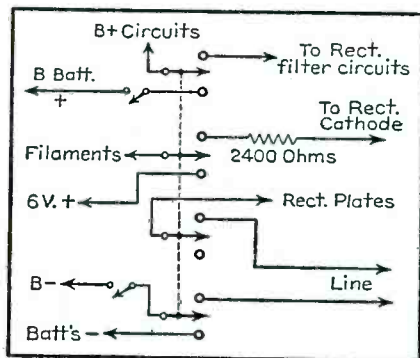 B+ Circuits
To Rect.
filter circuits
B Batt.
+
To Rect.
Cathode
Filaments
2400 Ohms
6V.+
Rect. Plates
B-
Line
Batt's-